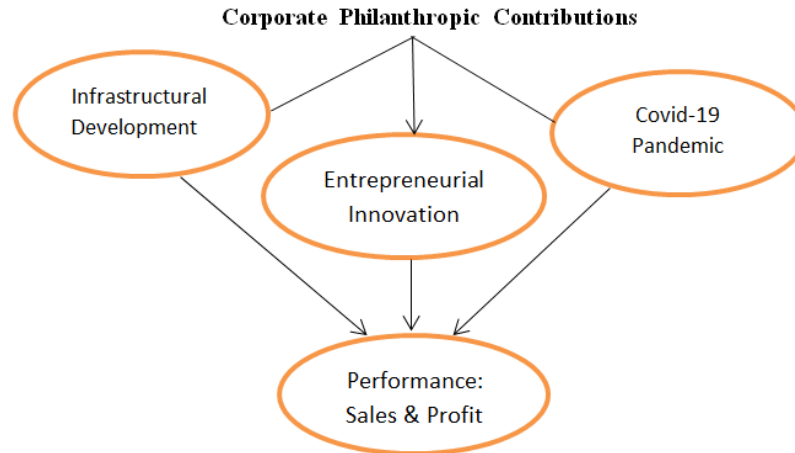 Corporate Philanthropic Contributions
Infrastructural
Development
Entrepreneurial
Innovation
Covid-19
Pandemic
Performance:
Sales & Profit